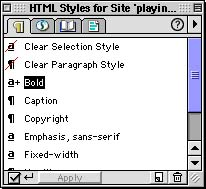 HTML Styles for Site 'playin
Clear Selection Style
Clear Paragraph Style
a+ Bold
¶ Caption
¶ Copyright
a Emphasis, sans-serif
a Fixed-width
Apply